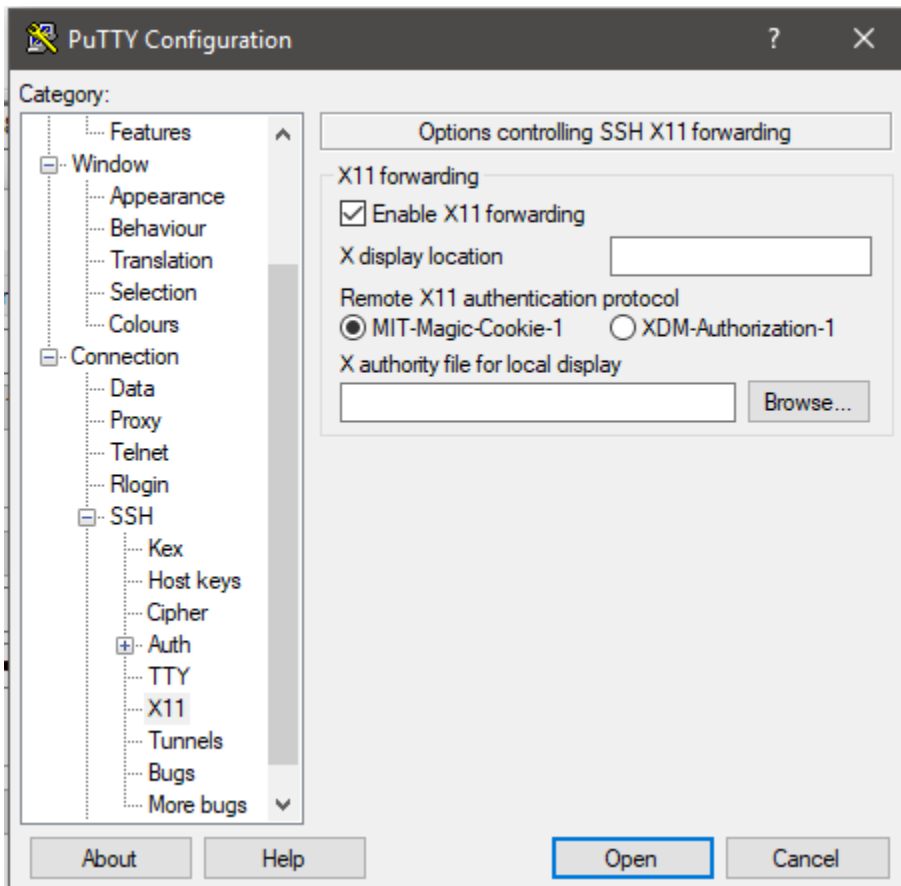 PuTTY Configuration
?
Category:
Features
Window
Appearance
Behaviour
Translation
Selection
Colours
Connection
Data
Proxy
Telnet
Rlogin
SSH
Kex
Host keys
Cipher
Auth
TTY
X11
Tunnels
Bugs
More bugs
Options controlling SSH X11 forwarding
X11 forwarding
Enable X11 forwarding
X display location
Remote X11 authentication protocol
MIT-Magic-Cookie-1 XDM-Authorization-1
X authority file for local display
Browse...
About Help Open Cancel